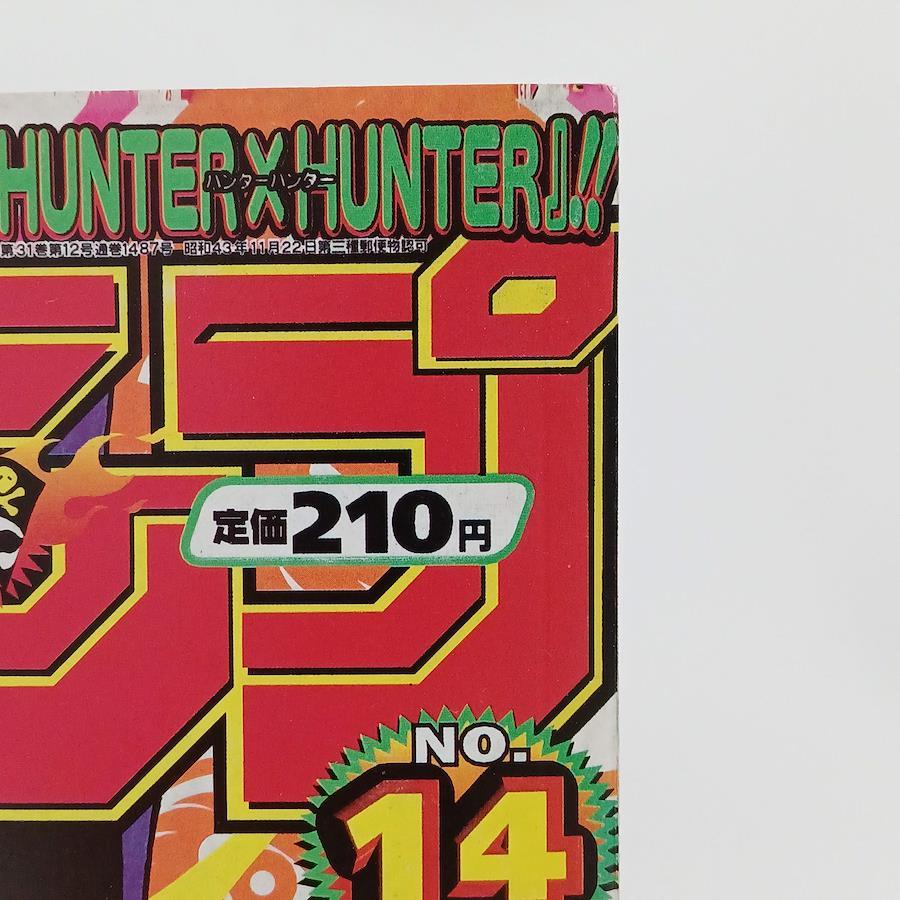 HUNTER X HUNTER』!!
ハンターハンター
第31巻第12号通巻1487号 昭和43年11月22日第三種郵便物認可
ンプ
定価210円
NO.
14